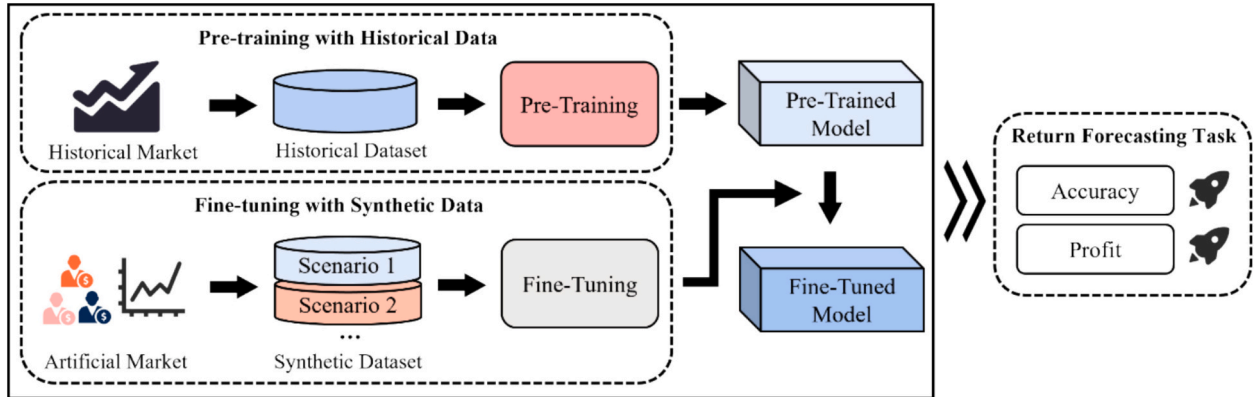 Pre-training with Historical Data
Historical Market
Historical Dataset
Pre-Training
Pre-Trained
Model
Fine-tuning with Synthetic Data
$
$
$
Artificial Market
Scenario 1
Scenario 2
...
Synthetic Dataset
Fine-Tuning
Fine-Tuned
Model
Return Forecasting Task
Accuracy
Profit